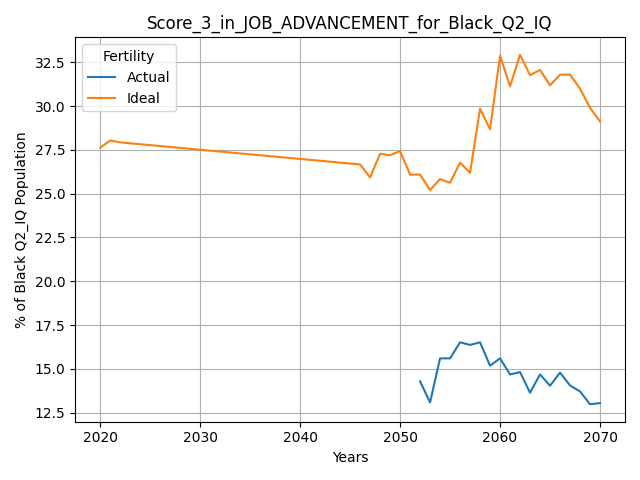 Score_3_in_JOB_ADVANCEMENT_for_Black_Q2_IQ
Fertility
Actual
Ideal
% of Black Q2_IQ Population
32.5
30.0
27.5
25.0
22.5
20.0
17.5
15.0
12.5
2020 2030 2040 2050 2060 2070
Years